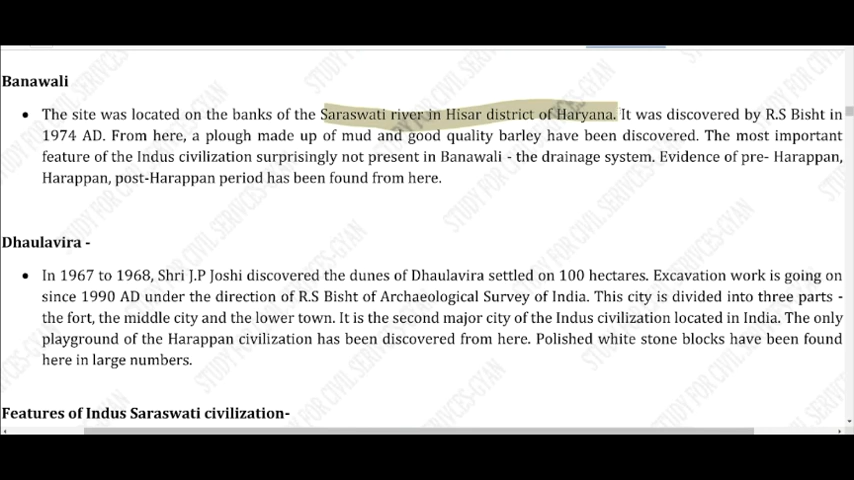 Banawali
• The site was located on the banks of the Saraswati river in Hisar district of Haryana. It was discovered by R.S Bisht in
1974 AD. From here, a plough made up of mud and good quality barley have been discovered. The most important
feature of the Indus civilization surprisingly not present in Banawali - the drainage system. Evidence of pre- Harappan,
Harappan, post-Harappan period has been found from here.
Dhaulavira -
• In 1967 to 1968, Shri J.P Joshi discovered the dunes of Dhaulavira settled on 100 hectares. Excavation work is going on
since 1990 AD under the direction of R.S Bisht of Archaeological Survey of India. This city is divided into three parts -
the fort, the middle city and the lower town. It is the second major city of the Indus civilization located in India. The only
playground of the Harappan civilization has been discovered from here. Polished white stone blocks have been found
here in large numbers.
Features of Indus Saraswati civilization-
STUDY FOR CIVIL SERVICES-GYAN